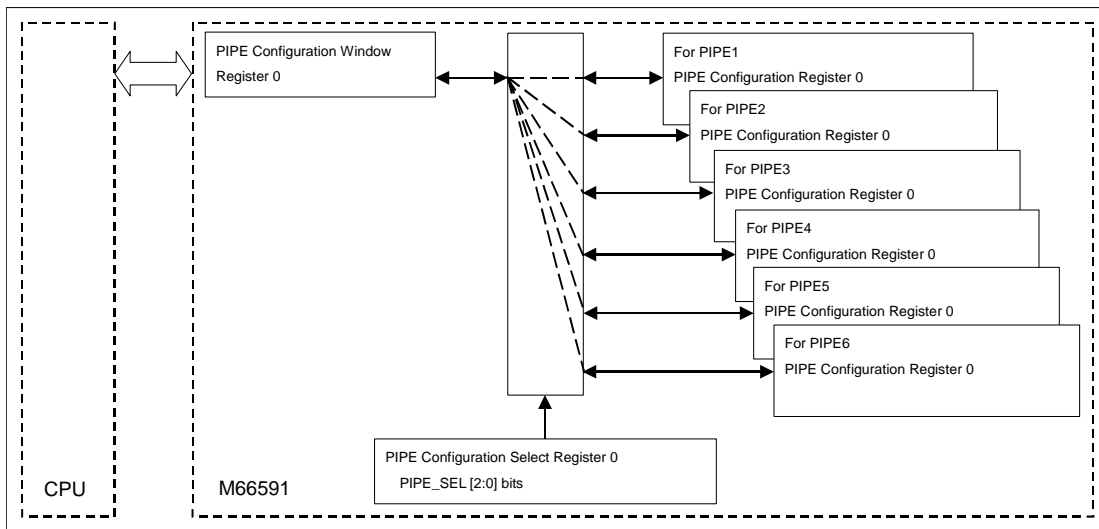 PIPE Configuration Window
Register 0
For PIPE1
PIPE Configuration Register 0
For PIPE2
PIPE Configuration Register 0
For PIPE3
PIPE Configuration Register 0
For PIPE4
PIPE Configuration Register 0
For PIPE5
PIPE Configuration Register 0
For PIPE6
PIPE Configuration Register 0
PIPE Configuration Select Register 0
PIPE_SEL [2:0] bits
CPU
M66591